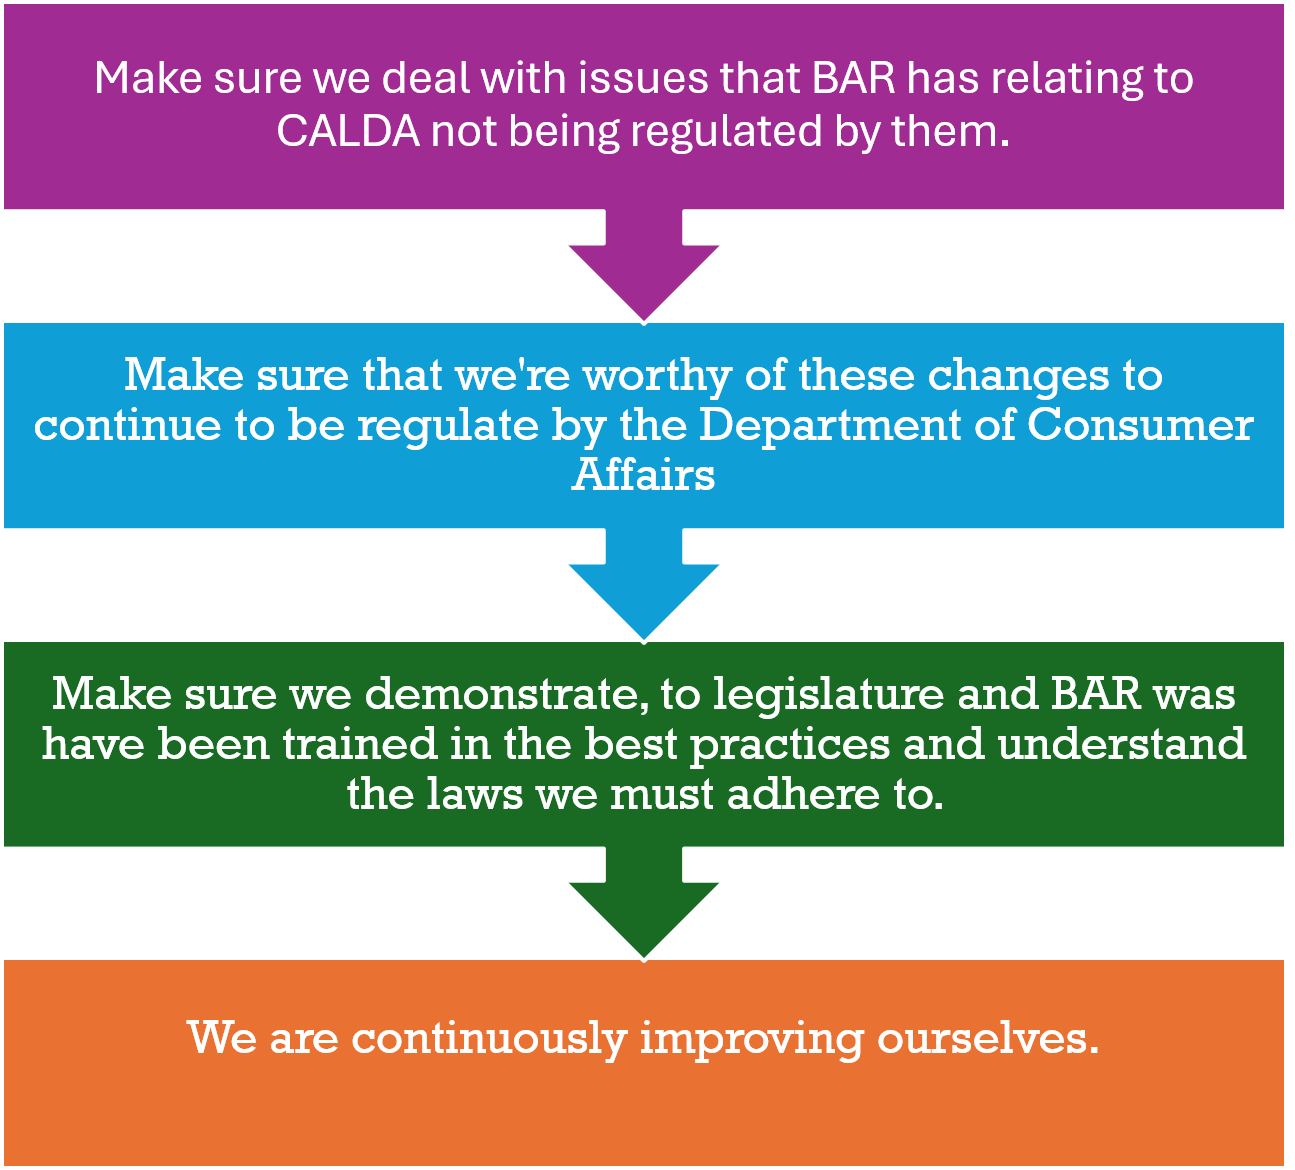 Make sure we deal with issues that BAR has relating to
CALDA not being regulated by them.
Make sure that we're worthy of these changes to
continue to be regulate by the Department of Consumer
Affairs
Make sure we demonstrate, to legislature and BAR was
have been trained in the best practices and understand
the laws we must adhere to.
We are continuously improving ourselves.